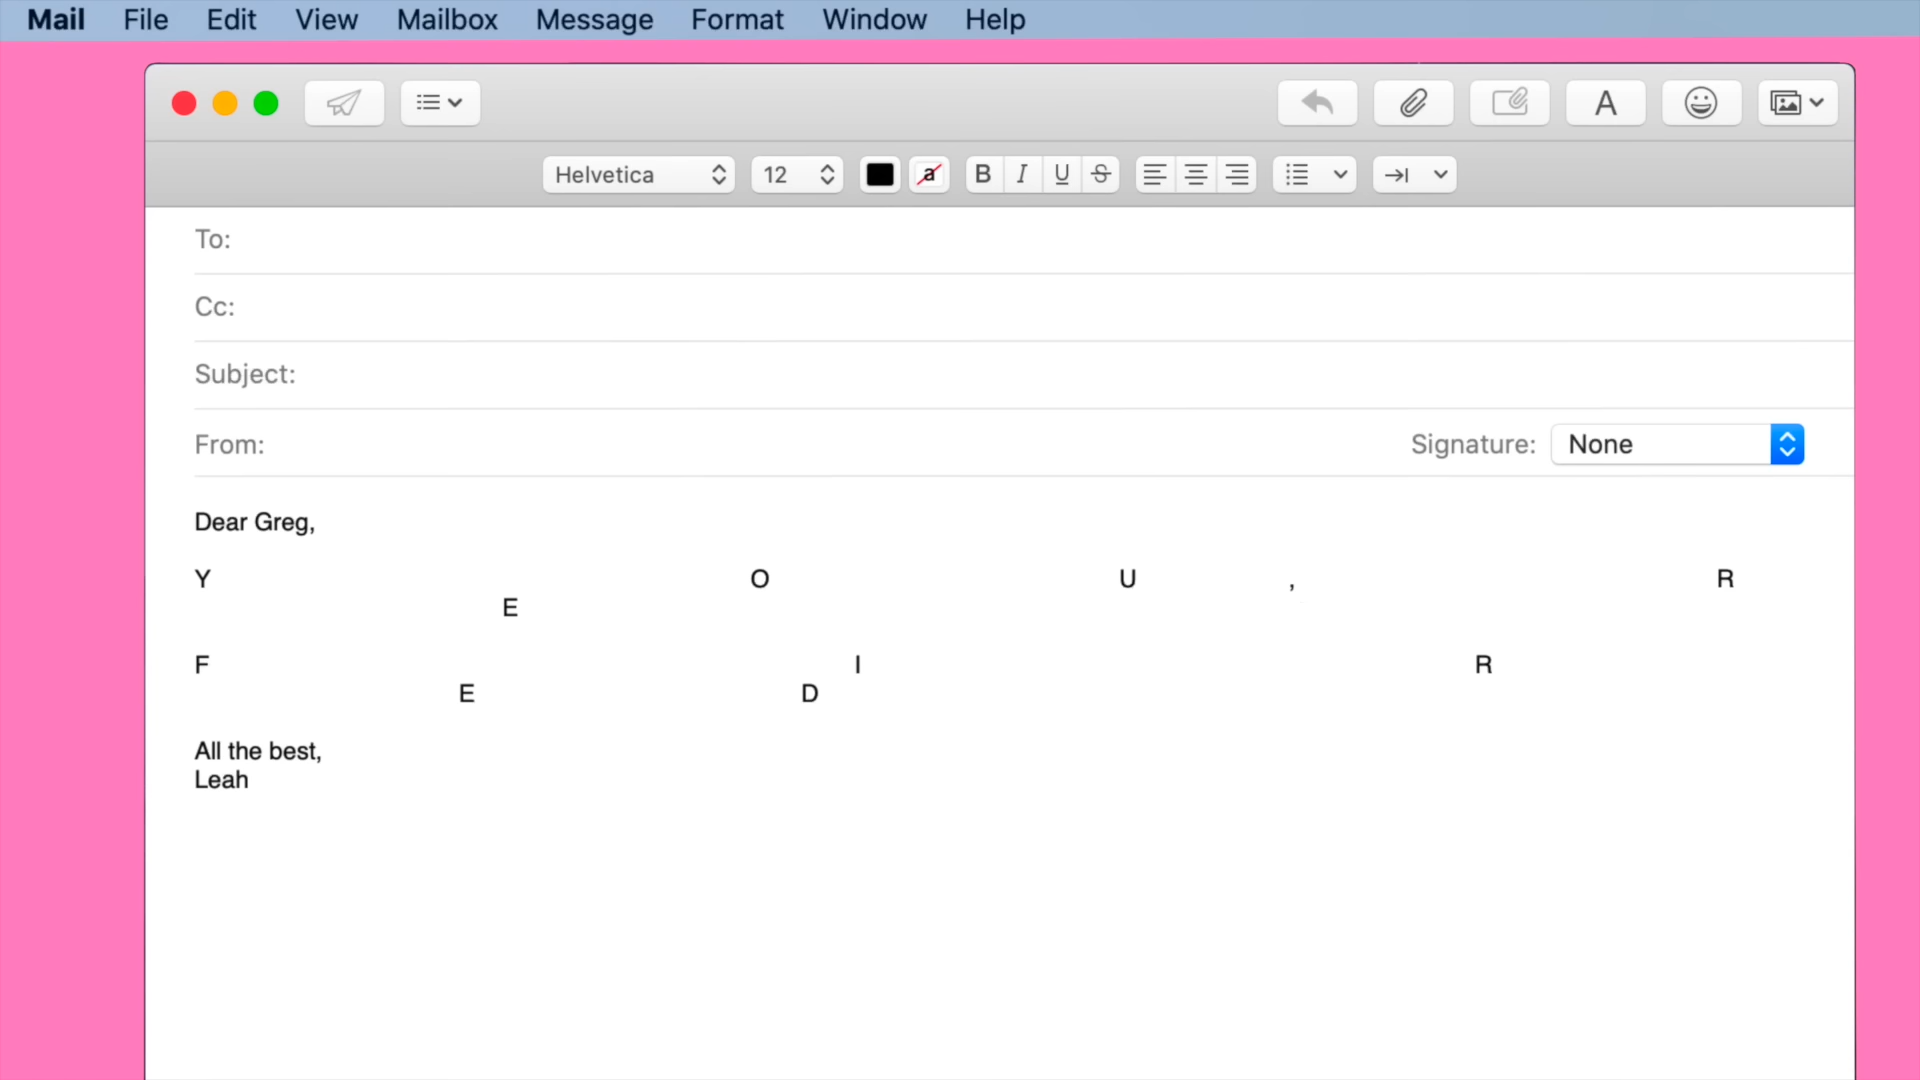 Mail File Edit View Mailbox Message Format Window Help
A
Helvetica 12 a B I U S
To:
Cc:
Subject:
From: Signature: None
Dear Greg,
Y O U , R
E
F I R
E D
All the best,
Leah